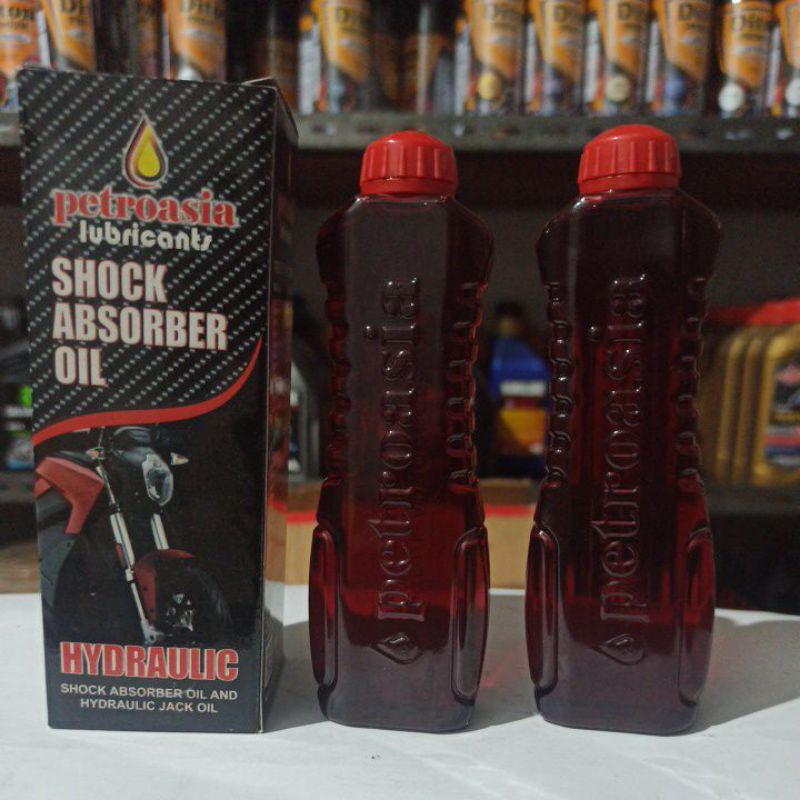 petroasia
lubricants
SHOCK
ABSORBER
OIL
HYDRAULIC
SHOCK ABSORBER OIL AND
HYDRAULIC JACK OIL
petroasia
petroasia